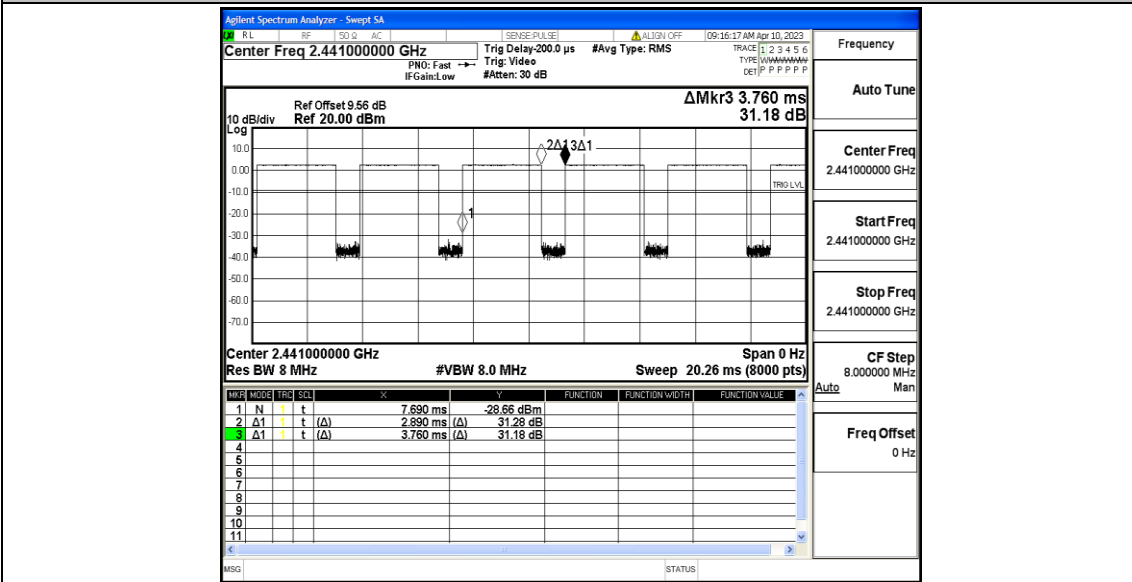 Agilent Spectrum Analyzer - Swept SA
RL RF 50 Ω AC SENSE:PULSE ALIGN OFF 09:16:17 AM Apr 10, 2023
Center Freq 2.441000000 GHz
PNO: Fast
IFGain:Low
Trig Delay-200.0 µs
Trig: Video
#Atten: 30 dB
#Avg Type: RMS
TRACE 1 2 3 4 5 6
TYPE
DET P P P P P P
ΔMkr3 3.760 ms
31.18 dB
Ref Offset 9.56 dB
10 dB/div Ref 20.00 dBm
Log
10.0
0.00
-10.0
-20.0
-30.0
-40.0
-50.0
-60.0
-70.0
2Δ1 3Δ1
TRIG LVL
1
Center 2.441000000 GHz Span 0 Hz
Res BW 8 MHz #VBW 8.0 MHz Sweep 20.26 ms (8000 pts)
MKR MODE TRC SCL X Y FUNCTION FUNCTION WIDTH FUNCTION VALUE
1 N 1 t 7.690 ms -28.66 dBm
2 Δ1 1 t (Δ) 2.890 ms (Δ) 31.28 dB
3 Δ1 1 t (Δ) 3.760 ms (Δ) 31.18 dB
4
5
6
7
8
9
10
11
MSG STATUS
Frequency
Auto Tune
Center Freq
2.441000000 GHz
Start Freq
2.441000000 GHz
Stop Freq
2.441000000 GHz
CF Step
8.000000 MHz
Auto Man
Freq Offset
0 Hz